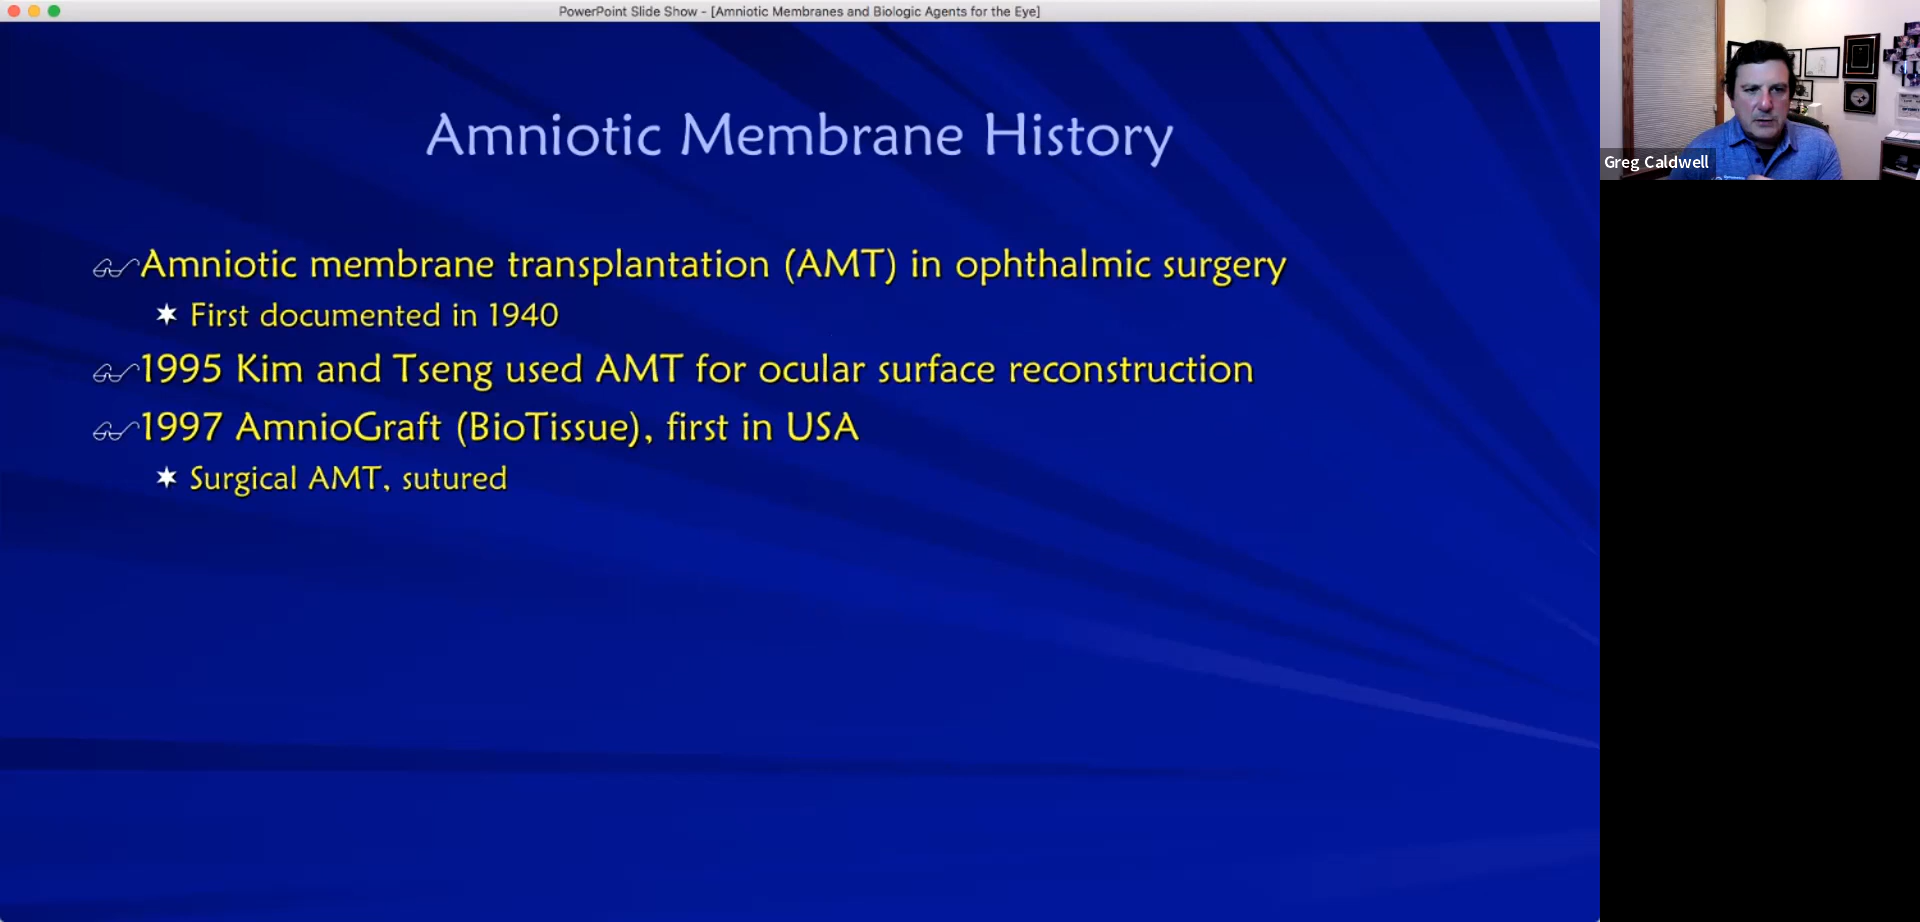 PowerPoint Slide Show - [Amniotic Membranes and Biologic Agents for the Eye]
Amniotic Membrane History
Amniotic membrane transplantation (AMT) in ophthalmic surgery
First documented in 1940
1995 Kim and Tseng used AMT for ocular surface reconstruction
1997 AmnioGraft (BioTissue), first in USA
Surgical AMT, sutured
Greg Caldwell